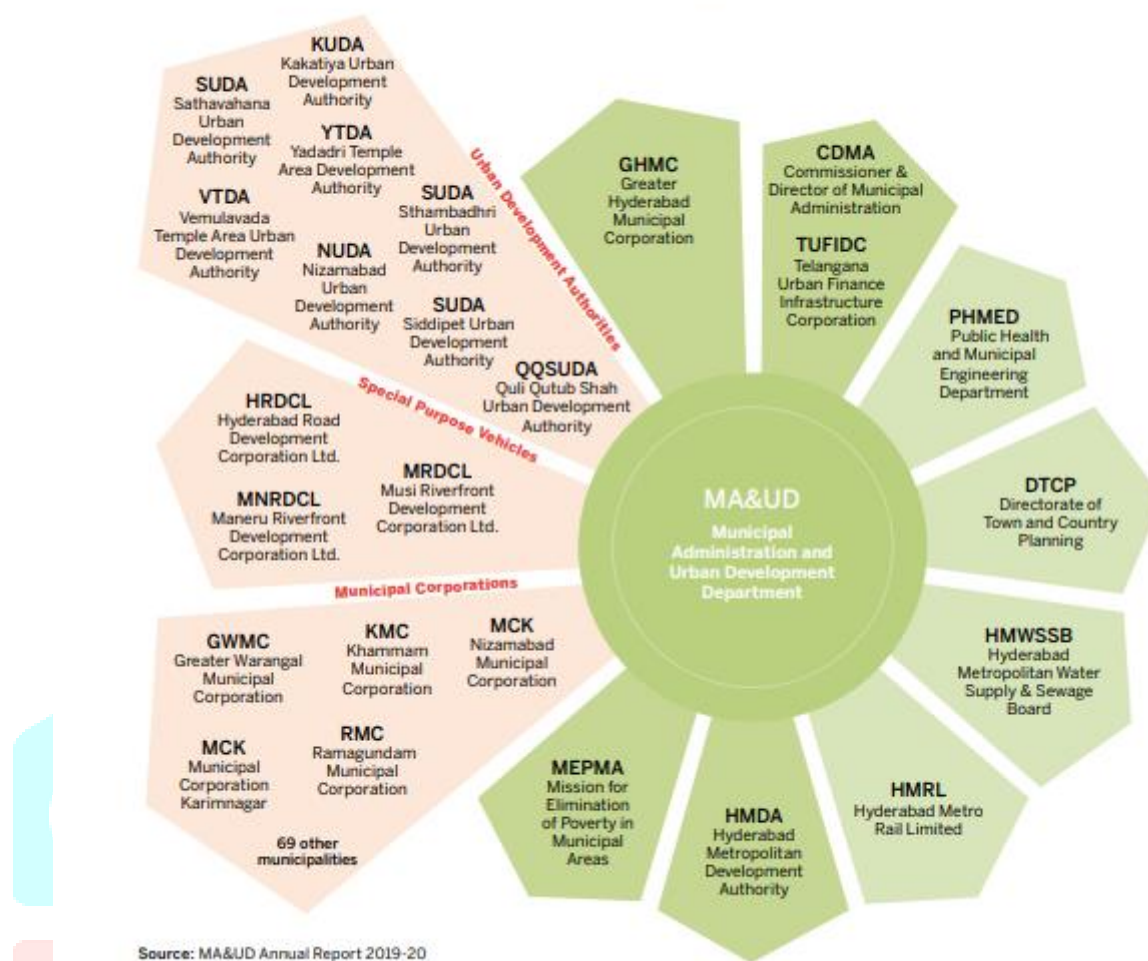 KUDA
Kakatiya Urban
Development
Authority
SUDA
Sathavahana
Urban
Development
Authority
YTDA
Yadadri Temple
Area Development
Authority
VTDA
Vemulavada
Temple Area Urban
Development
Authority
SUDA
Sthambadhri
Urban
Development
Authority
NUDA
Nizamabad
Urban
Development
Authority
SUDA
Siddipet Urban
Development
Authority
QQSUDA
Quli Qutub Shah
Urban Development
Authority
Urban Development Authorities
GHMC
Greater
Hyderabad
Municipal
Corporation
CDMA
Commissioner &
Director of Municipal
Administration
TUFIDC
Telangana
Urban Finance
Infrastructure
Corporation
PHMED
Public Health
and Municipal
Engineering
Department
DTCP
Directorate of
Town and Country
Planning
HMWSSB
Hyderabad
Metropolitan Water
Supply & Sewage
Board
HMRL
Hyderabad Metro
Rail Limited
HMDA
Hyderabad
Metropolitan
Development
Authority
MEPMA
Mission for
Elimination
of Poverty in
Municipal
Areas
MA&UD
Municipal
Administration and
Urban Development
Department
Special Purpose Vehicles
HRDCL
Hyderabad Road
Development
Corporation Ltd.
MRDCL
Musi Riverfront
Development
Corporation Ltd.
MNRDCL
Maneru Riverfront
Development
Corporation Ltd.
Municipal Corporations
GWMC
Greater Warangal
Municipal
Corporation
KMC
Khammam
Municipal
Corporation
MCK
Nizamabad
Municipal
Corporation
MCK
Municipal
Corporation
Karimnagar
RMC
Ramagundam
Municipal
Corporation
69 other
municipalities
Source: MA&UD Annual Report 2019-20